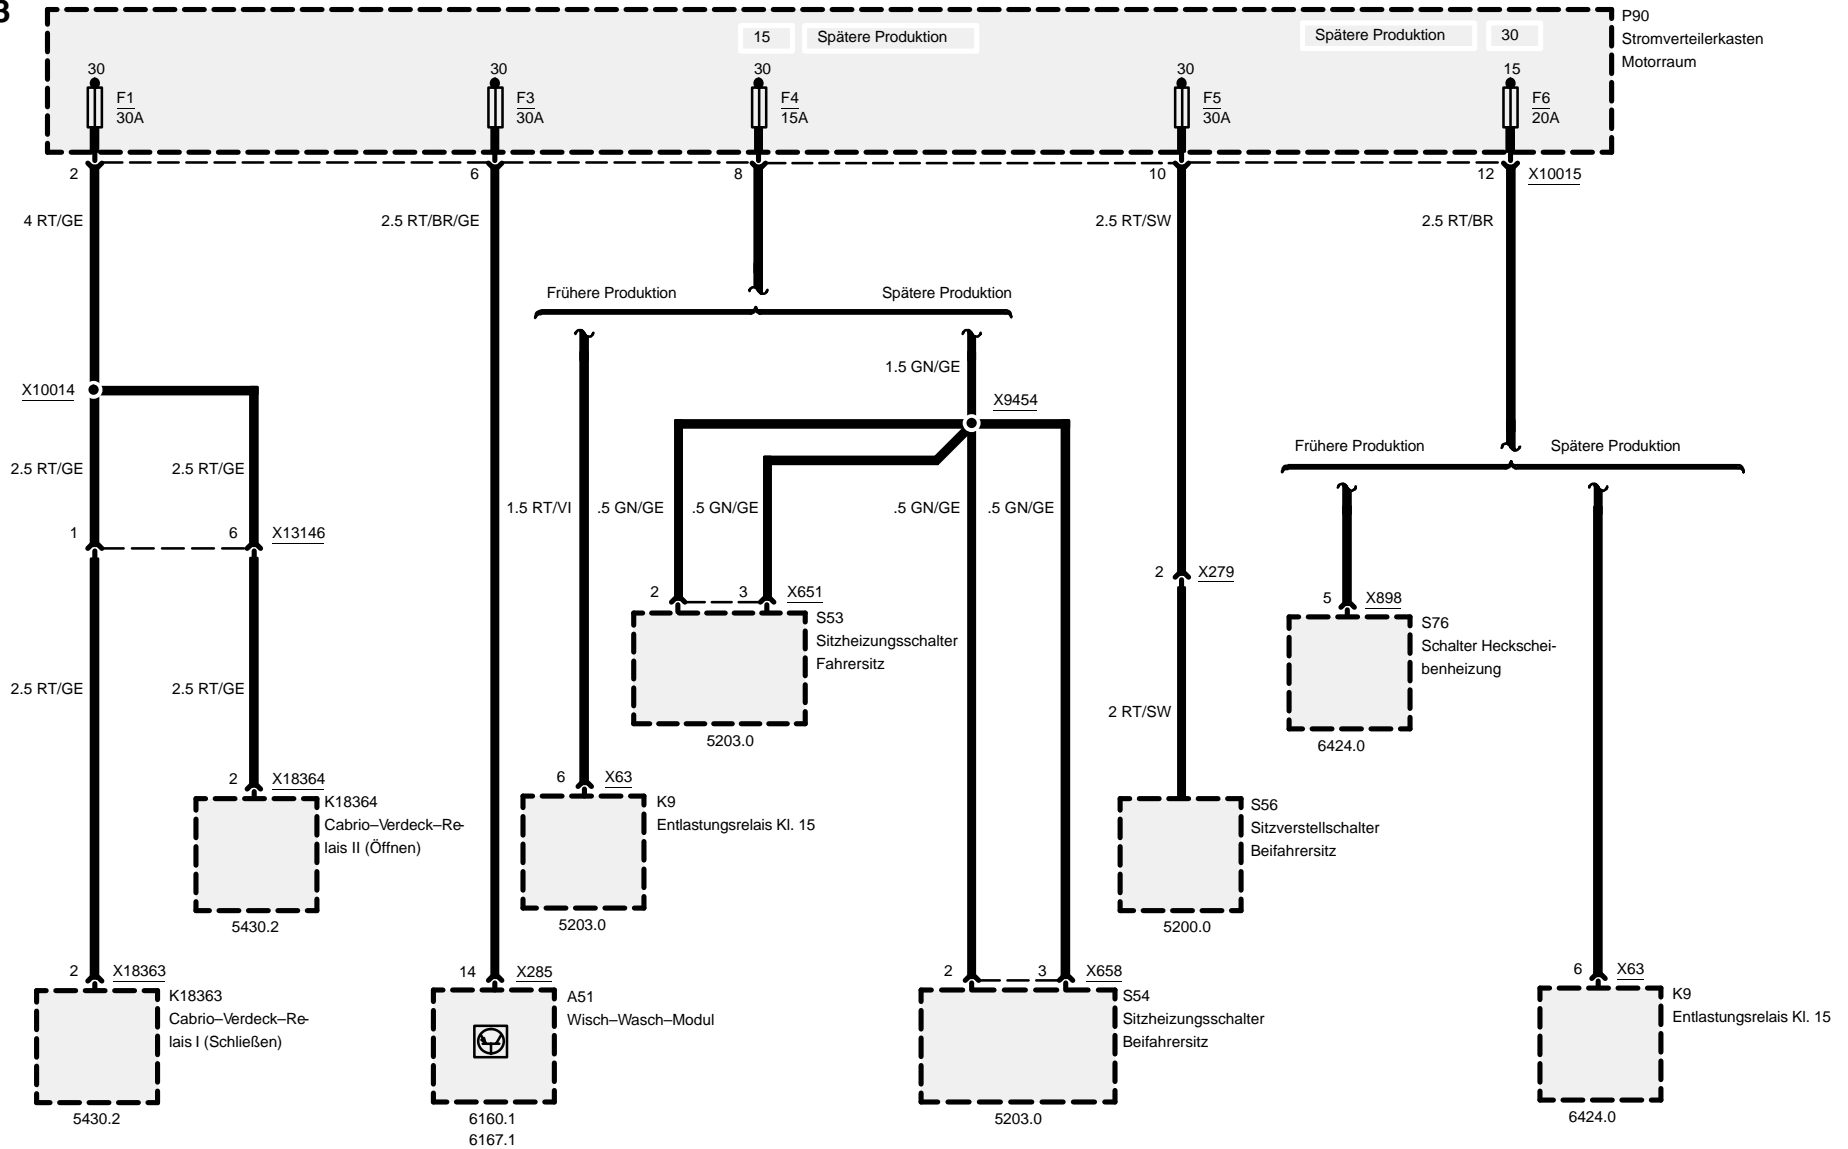 3
15 Spätere Produktion
Spätere Produktion 30
P90
Stromverteilerkasten
Motorraum
30
F1
30A
30
F3
30A
30
F4
15A
30
F5
30A
15
F6
20A
2
6
8
10
12 X10015
4 RT/GE
2.5 RT/BR/GE
2.5 RT/SW
2.5 RT/BR
Frühere Produktion
Spätere Produktion
1.5 GN/GE
X10014
X9454
Frühere Produktion
Spätere Produktion
2.5 RT/GE
2.5 RT/GE
1.5 RT/VI
.5 GN/GE
.5 GN/GE
.5 GN/GE
.5 GN/GE
1
6 X13146
2 X279
2
3 X651
5 X898
S53
Sitzheizungsschalter
Fahrersitz
5203.0
S76
Schalter Heckschei-
benheizung
6424.0
2.5 RT/GE
2.5 RT/GE
2 RT/SW
2 X18364
K18364
Cabrio–Verdeck–Re-
lais II (Öffnen)
5430.2
6 X63
K9
Entlastungsrelais Kl. 15
5203.0
S56
Sitzverstellschalter
Beifahrersitz
5200.0
2 X18363
K18363
Cabrio–Verdeck–Re-
lais I (Schließen)
5430.2
14 X285
A51
Wisch–Wasch–Modul
6160.1
6167.1
2
3 X658
S54
Sitzheizungsschalter
Beifahrersitz
5203.0
6 X63
K9
Entlastungsrelais Kl. 15
6424.0